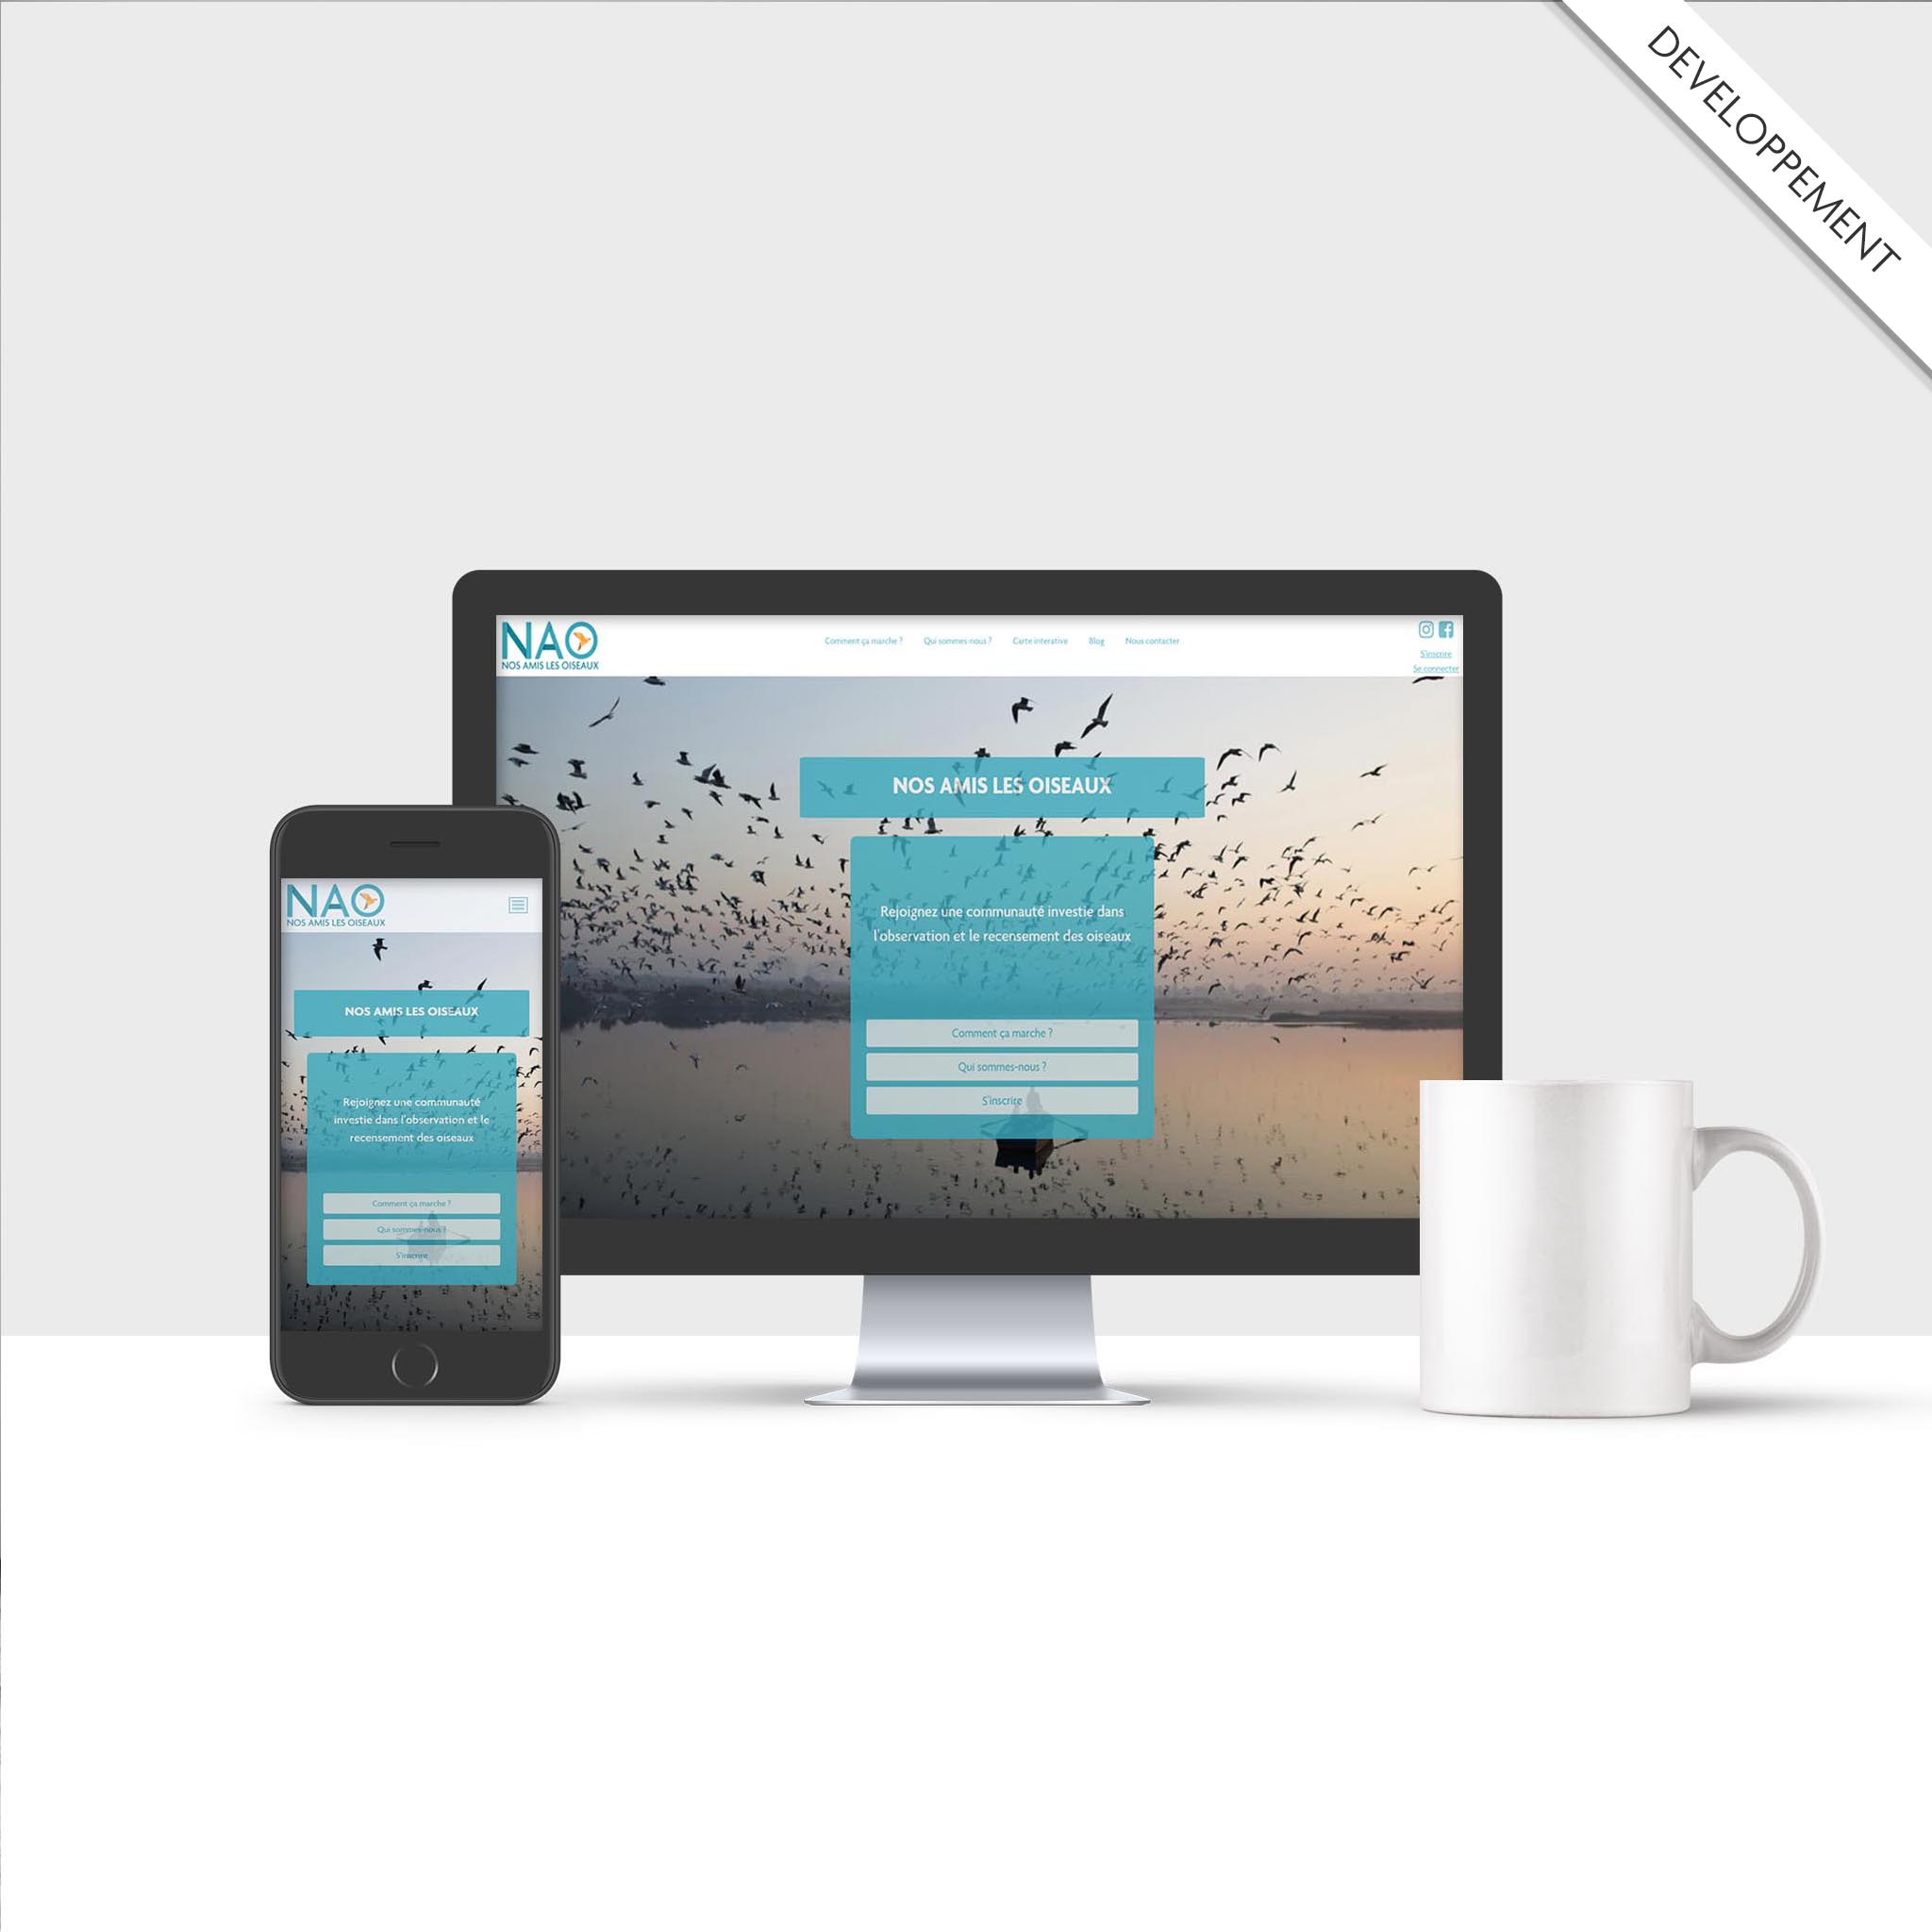 DEVELOPPEMENT
NAO
NOS AMIS LES OISEAUX
Comment ça marche ? Qui sommes-nous ? Carte interative Blog Nous contacter
S'inscrire
Se connecter
NOS AMIS LES OISEAUX
Rejoignez une communauté investie dans
l'observation et le recensement des oiseaux
Comment ça marche ?
Qui sommes-nous ?
S'inscrire
NAO
NOS AMIS LES OISEAUX
NOS AMIS LES OISEAUX
Rejoignez une communauté
investie dans l'observation et le
recensement des oiseaux
Comment ça marche ?
Qui sommes-nous ?
S'inscrire